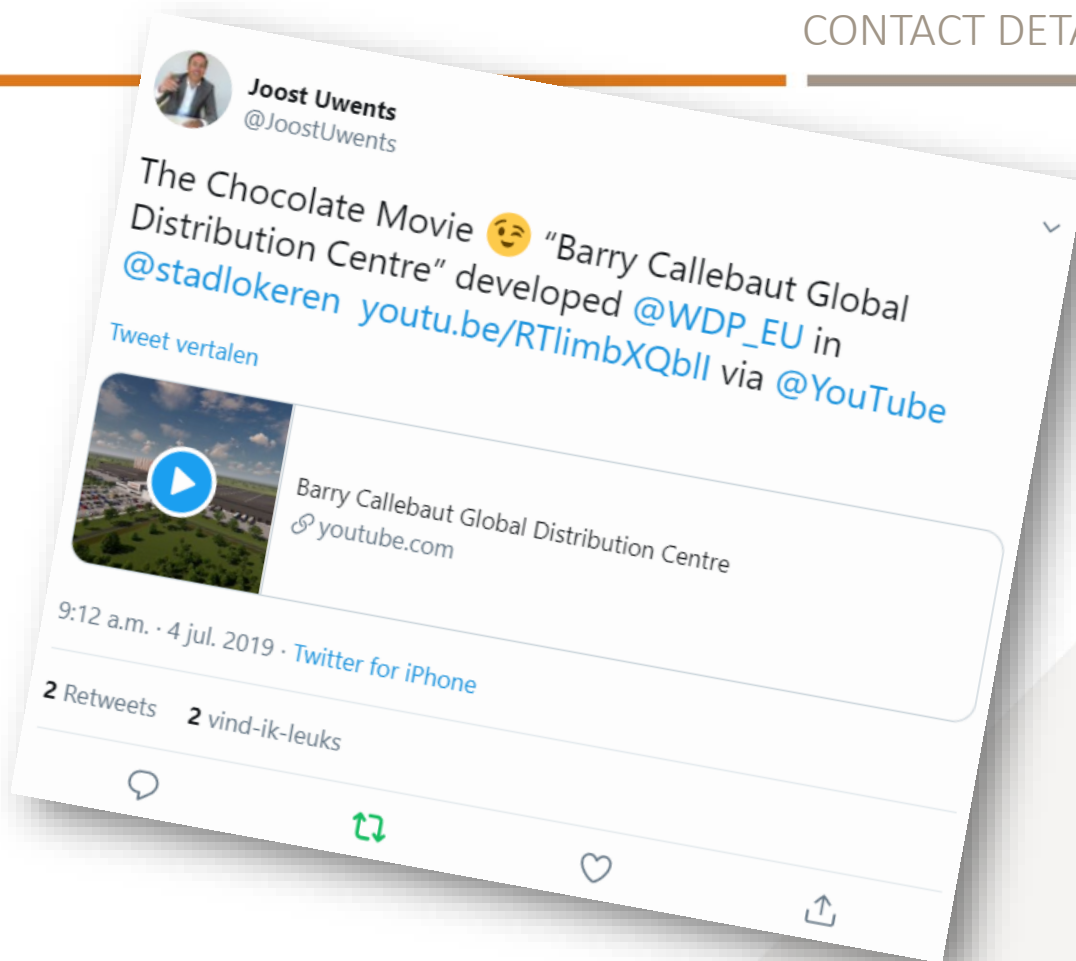 CONTACT DETA
Joost Uwents
@JoostUwents
The Chocolate Movie 😉 “Barry Callebaut Global
Distribution Centre” developed @WDP_EU in
@stadlokeren youtu.be/RTlimbXQbII via @YouTube
Tweet vertalen
Barry Callebaut Global Distribution Centre
youtube.com
9:12 a.m. · 4 jul. 2019 · Twitter for iPhone
2 Retweets 2 vind-ik-leuks